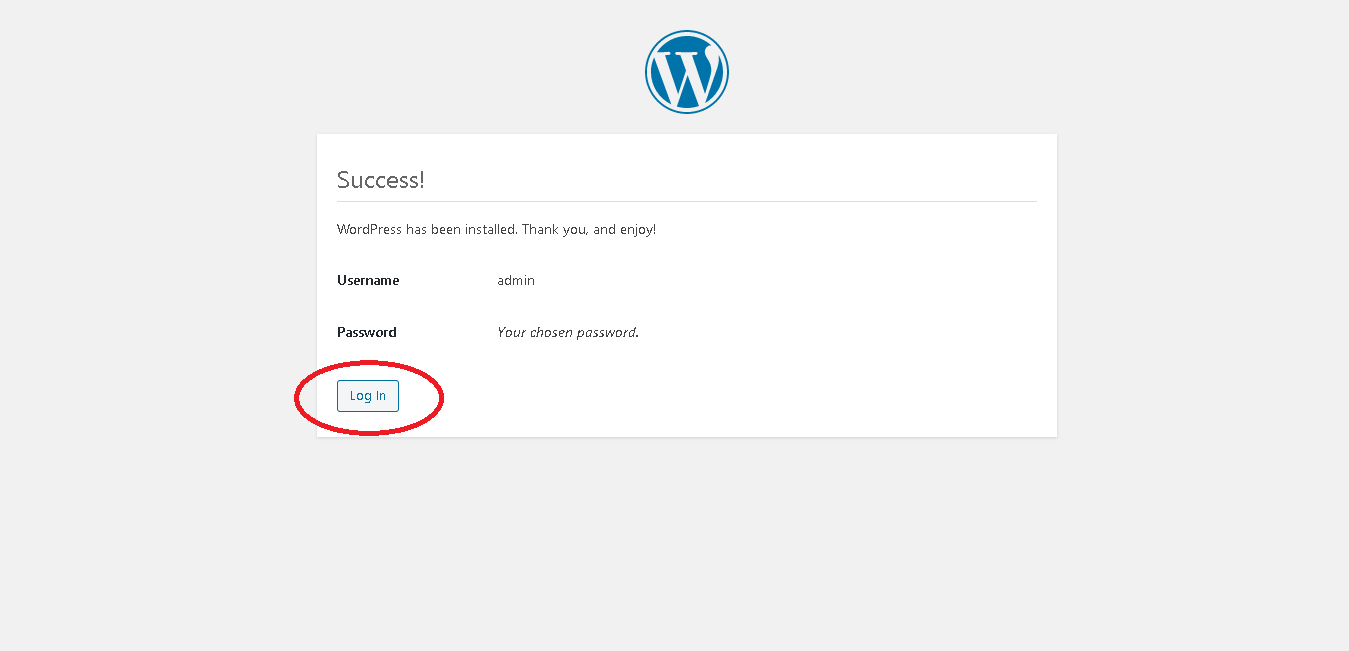 Success!
WordPress has been installed. Thank you, and enjoy!
Username admin
Password Your chosen password.
Log In